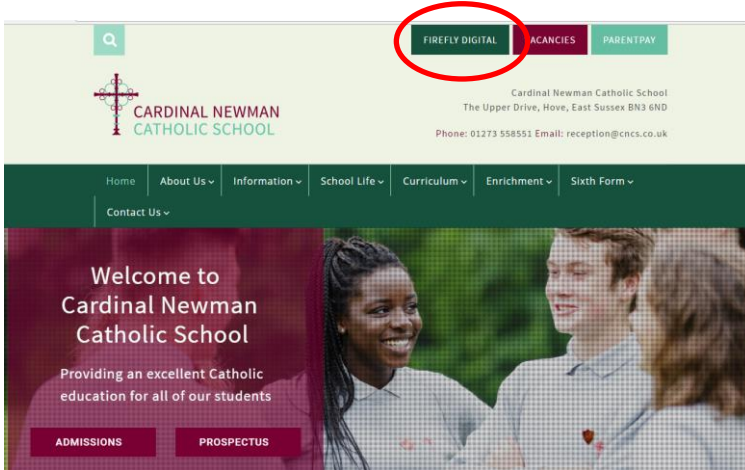 FIREFLY DIGITAL VACANCIES PARENTPAY
CARDINAL NEWMAN
CATHOLIC SCHOOL
Cardinal Newman Catholic School
The Upper Drive, Hove, East Sussex BN3 6ND
Phone: 01273 558551 Email: reception@cncs.co.uk
Home About Us Information School Life Curriculum Enrichment Sixth Form
Contact Us
Welcome to
Cardinal Newman
Catholic School
Providing an excellent Catholic
education for all of our students
ADMISSIONS PROSPECTUS